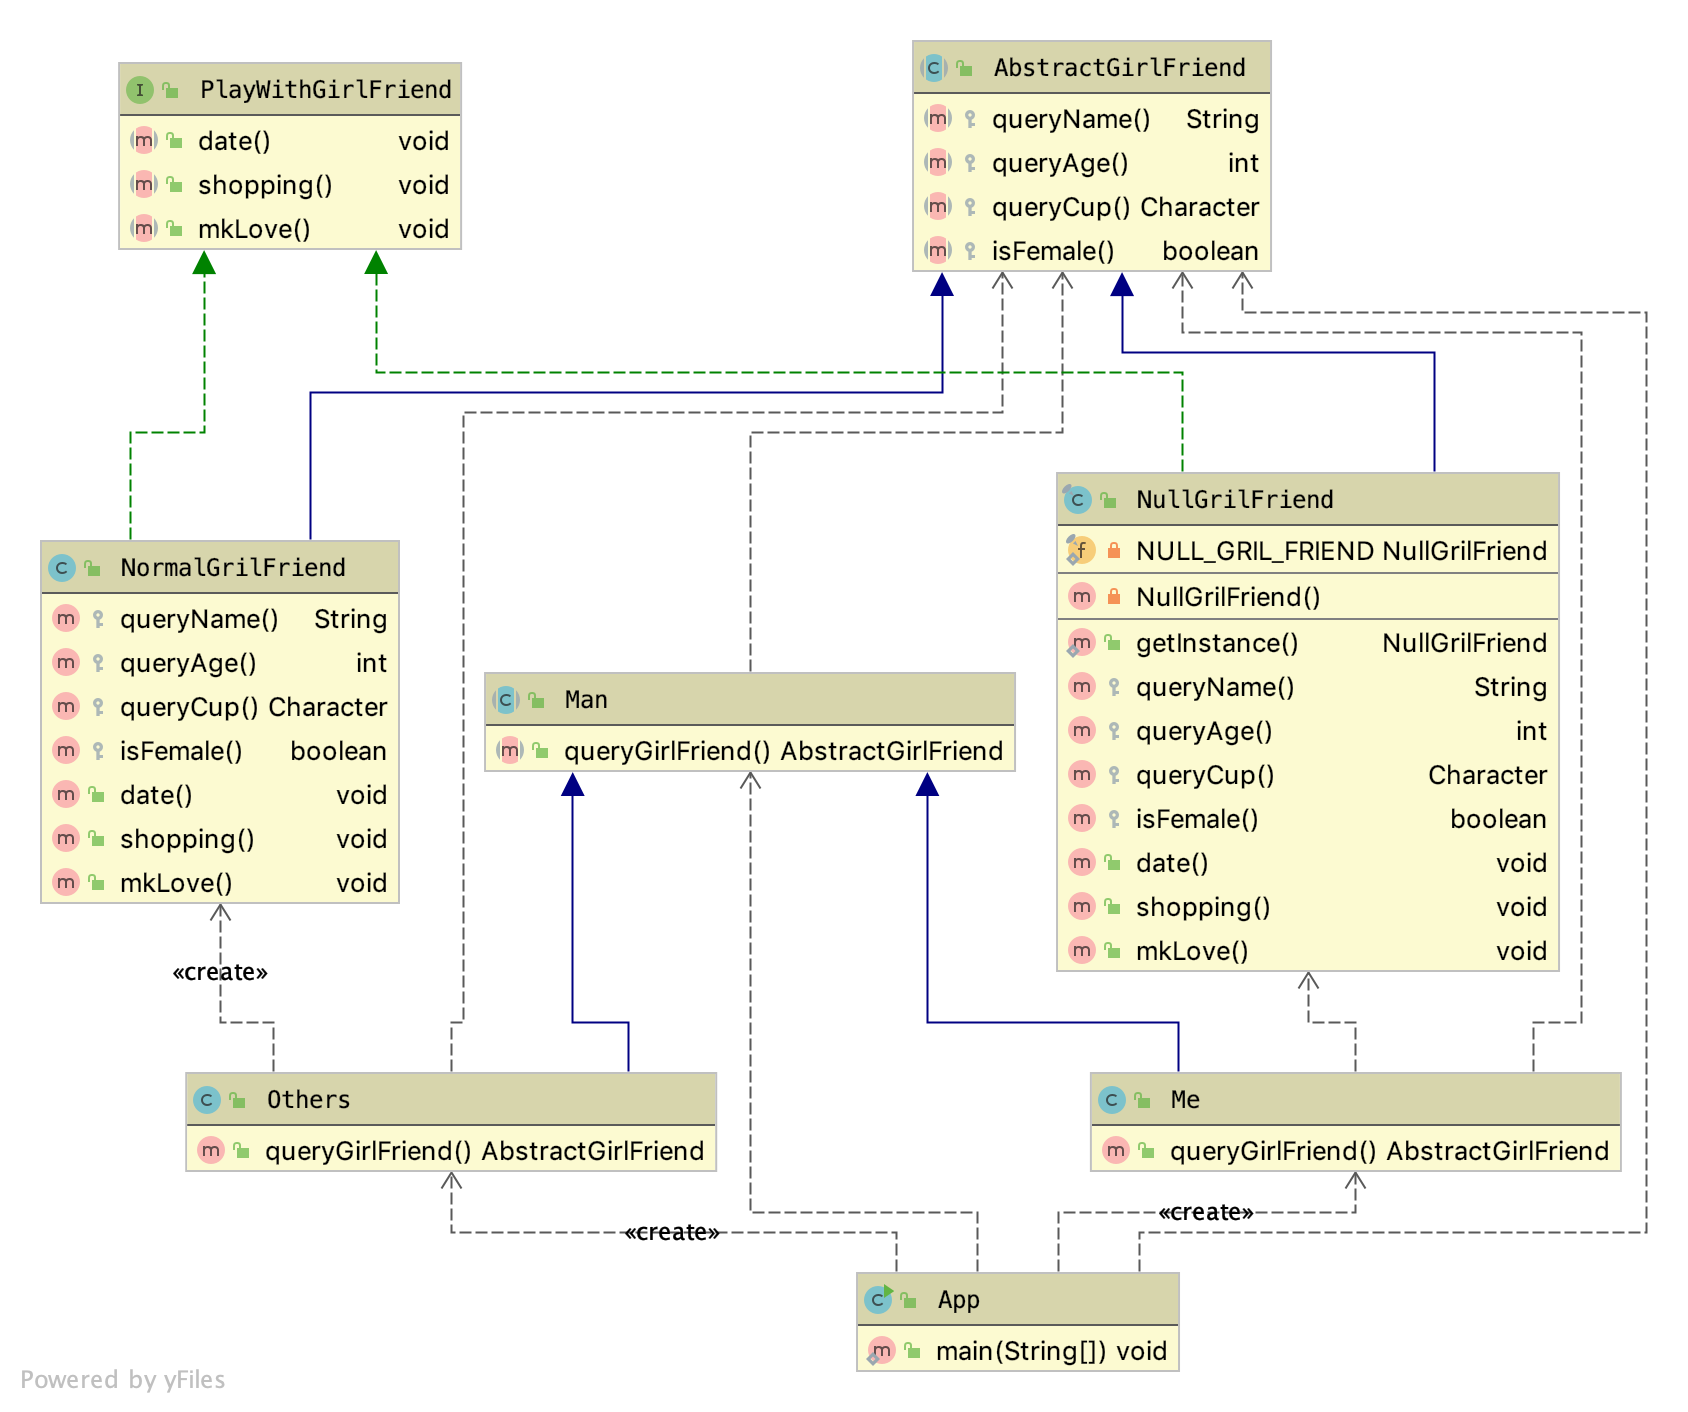 PlayWithGirlFriend
date() void
shopping() void
mkLove() void
AbstractGirlFriend
queryName() String
queryAge() int
queryCup() Character
isFemale() boolean
NormalGrilFriend
queryName() String
queryAge() int
queryCup() Character
isFemale() boolean
date() void
shopping() void
mkLove() void
Man
queryGirlFriend() AbstractGirlFriend
NullGrilFriend
NULL_GRIL_FRIEND NullGrilFriend
NullGrilFriend()
getInstance() NullGrilFriend
queryName() String
queryAge() int
queryCup() Character
isFemale() boolean
date() void
shopping() void
mkLove() void
«create»
Others
queryGirlFriend() AbstractGirlFriend
Me
queryGirlFriend() AbstractGirlFriend
«create»
«create»
App
main(String[]) void
Powered by yFiles